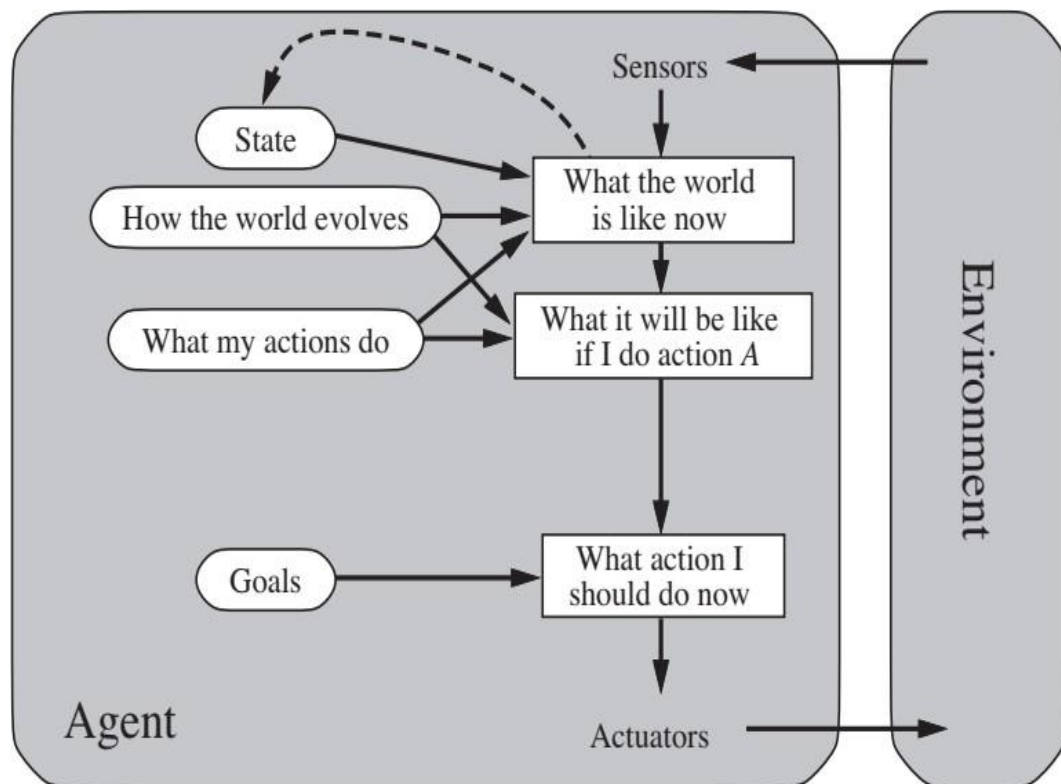 Sensors
State
What the world
is like now
How the world evolves
What my actions do
What it will be like
if I do action A
Goals
What action I
should do now
Agent
Actuators
Environment